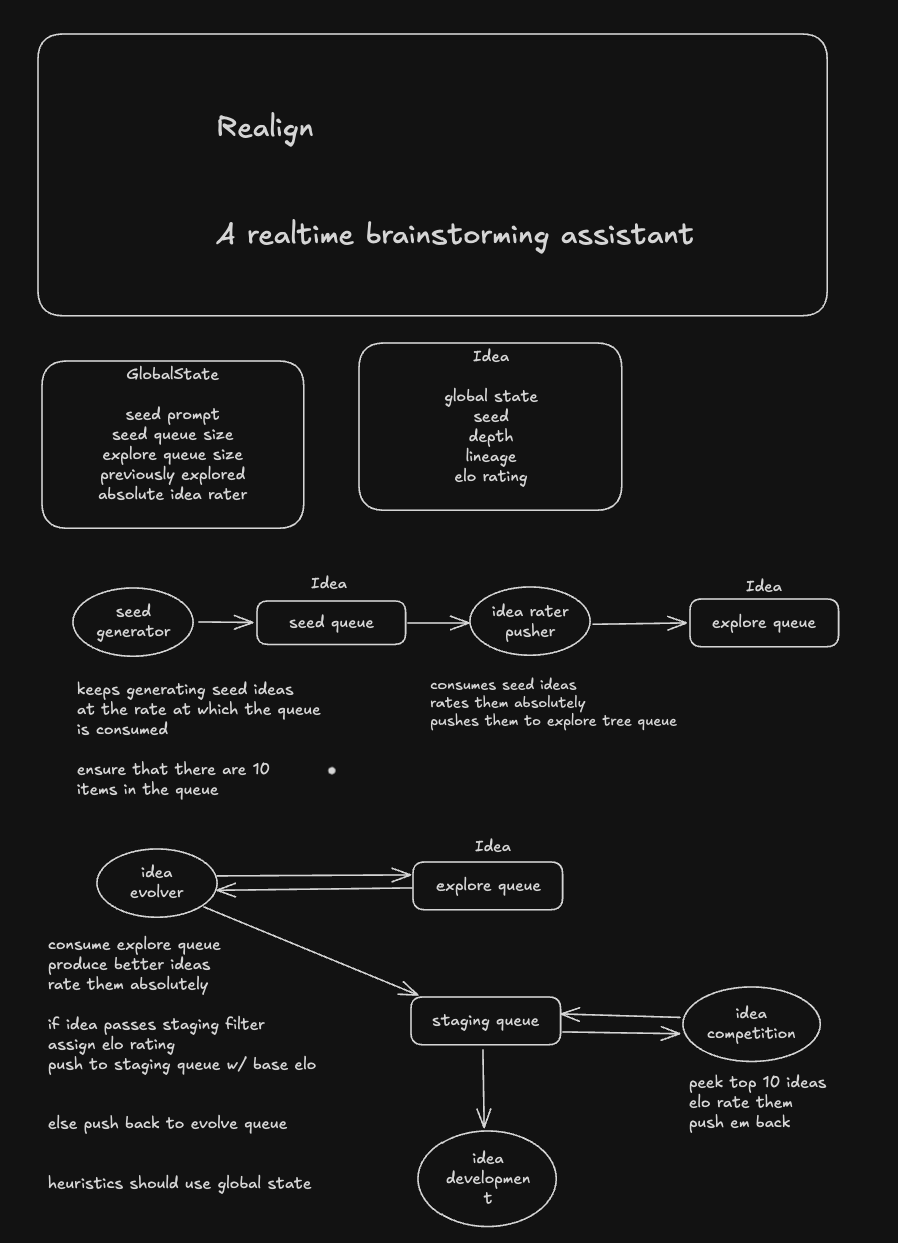 Realign
A realtime brainstorming assistant
GlobalState
seed prompt
seed queue size
explore queue size
previously explored
absolute idea rater
Idea
global state
seed
depth
lineage
elo rating
seed
generator
Idea
seed queue
idea rater
pusher
Idea
explore queue
keeps generating seed ideas
at the rate at which the queue
is consumed
ensure that there are 10
items in the queue
consumes seed ideas
rates them absolutely
pushes them to explore tree queue
idea
evolver
Idea
explore queue
consume explore queue
produce better ideas
rate them absolutely
if idea passes staging filter
assign elo rating
push to staging queue w/ base elo
else push back to evolve queue
heuristics should use global state
staging queue
idea
competition
peek top 10 ideas
elo rate them
push em back
idea
developmen
t